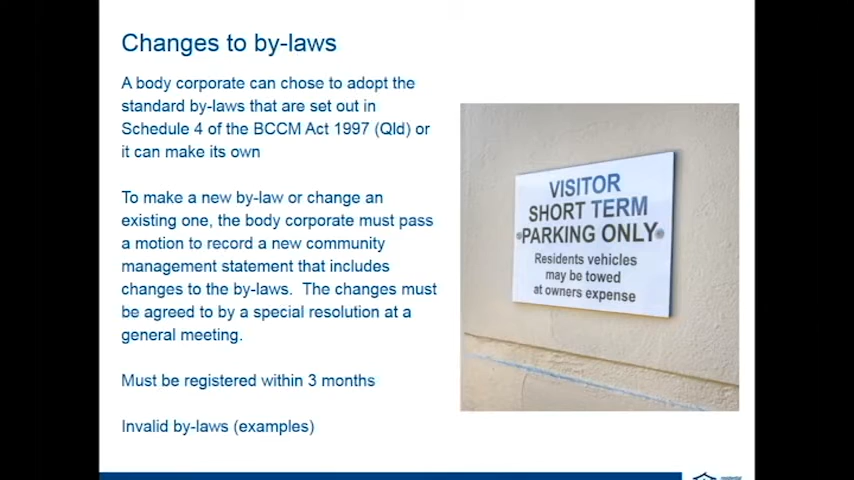 Changes to by-laws
A body corporate can chose to adopt the
standard by-laws that are set out in
Schedule 4 of the BCCM Act 1997 (Qld) or
it can make its own
To make a new by-law or change an
existing one, the body corporate must pass
a motion to record a new community
management statement that includes
changes to the by-laws.  The changes must
be agreed to by a special resolution at a
general meeting.
Must be registered within 3 months
Invalid by-laws (examples)
VISITOR
SHORT TERM
PARKING ONLY
Residents vehicles
may be towed
at owners expense